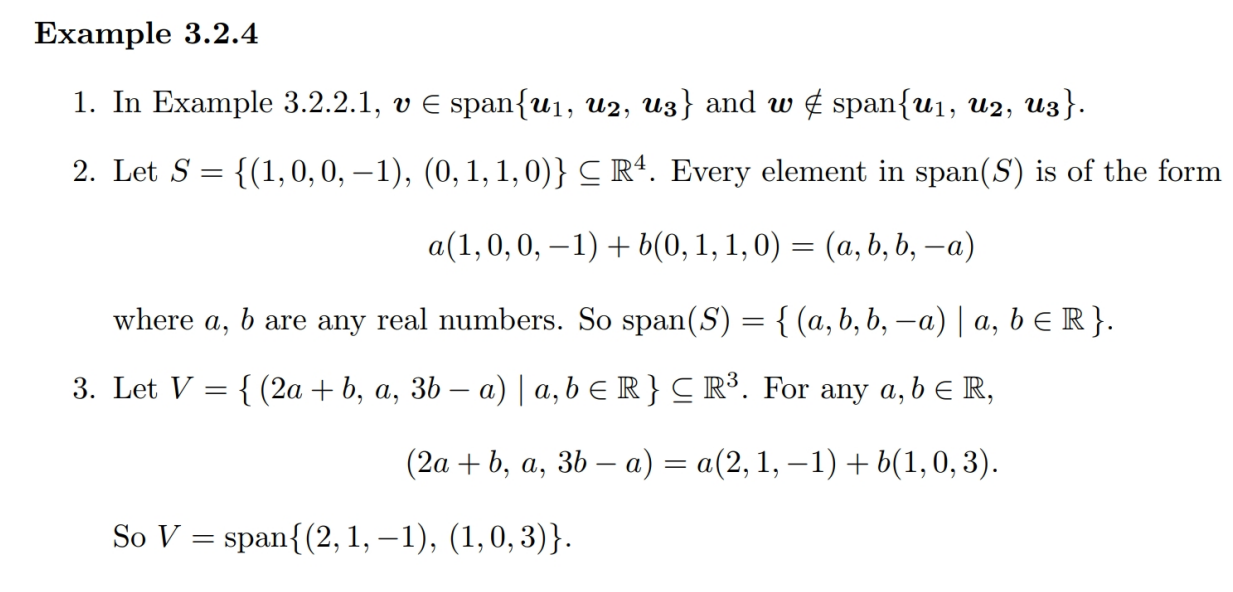 Example 3.2.4
1. In Example 3.2.2.1, v ∈ span{u₁, u₂, u₃} and w ∉ span{u₁, u₂, u₃}.
2. Let S = {(1, 0, 0, −1), (0, 1, 1, 0)} ⊆ ℝ⁴. Every element in span(S) is of the form
a(1, 0, 0, −1) + b(0, 1, 1, 0) = (a, b, b, −a)
where a, b are any real numbers. So span(S) = { (a, b, b, −a) | a, b ∈ ℝ }.
3. Let V = { (2a + b, a, 3b − a) | a, b ∈ ℝ } ⊆ ℝ³. For any a, b ∈ ℝ,
(2a + b, a, 3b − a) = a(2, 1, −1) + b(1, 0, 3).
So V = span{(2, 1, −1), (1, 0, 3)}.